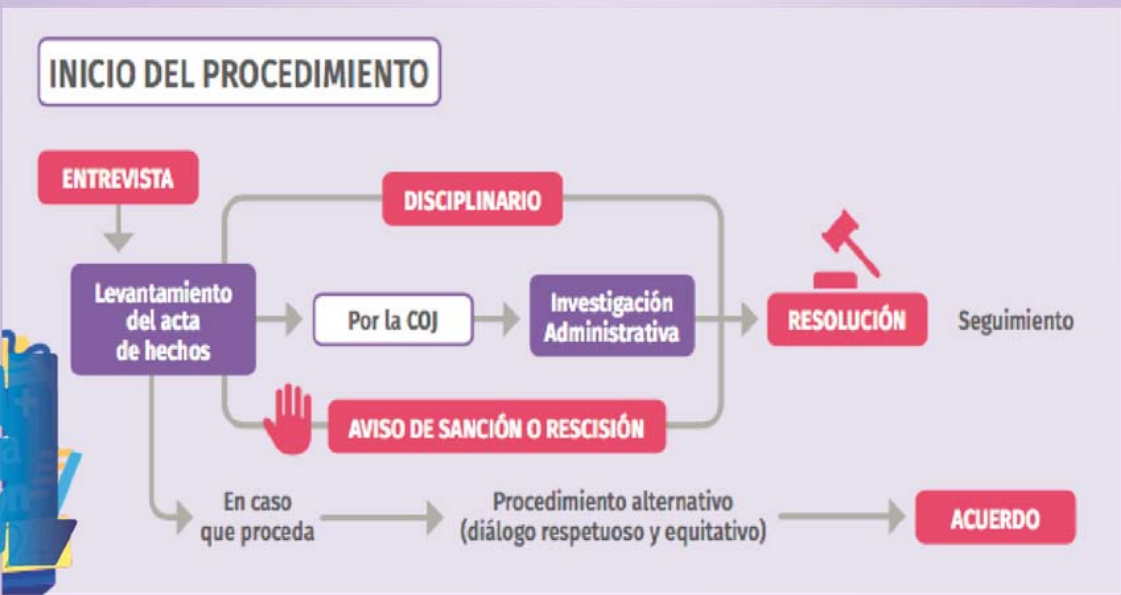 INICIO DEL PROCEDIMIENTO
ENTREVISTA
DISCIPLINARIO
Levantamiento
del acta
de hechos
Por la COJ
Investigación
Administrativa
RESOLUCIÓN
Seguimiento
AVISO DE SANCIÓN O RESCISIÓN
En caso
que proceda
Procedimiento alternativo
(diálogo respetuoso y equitativo)
ACUERDO